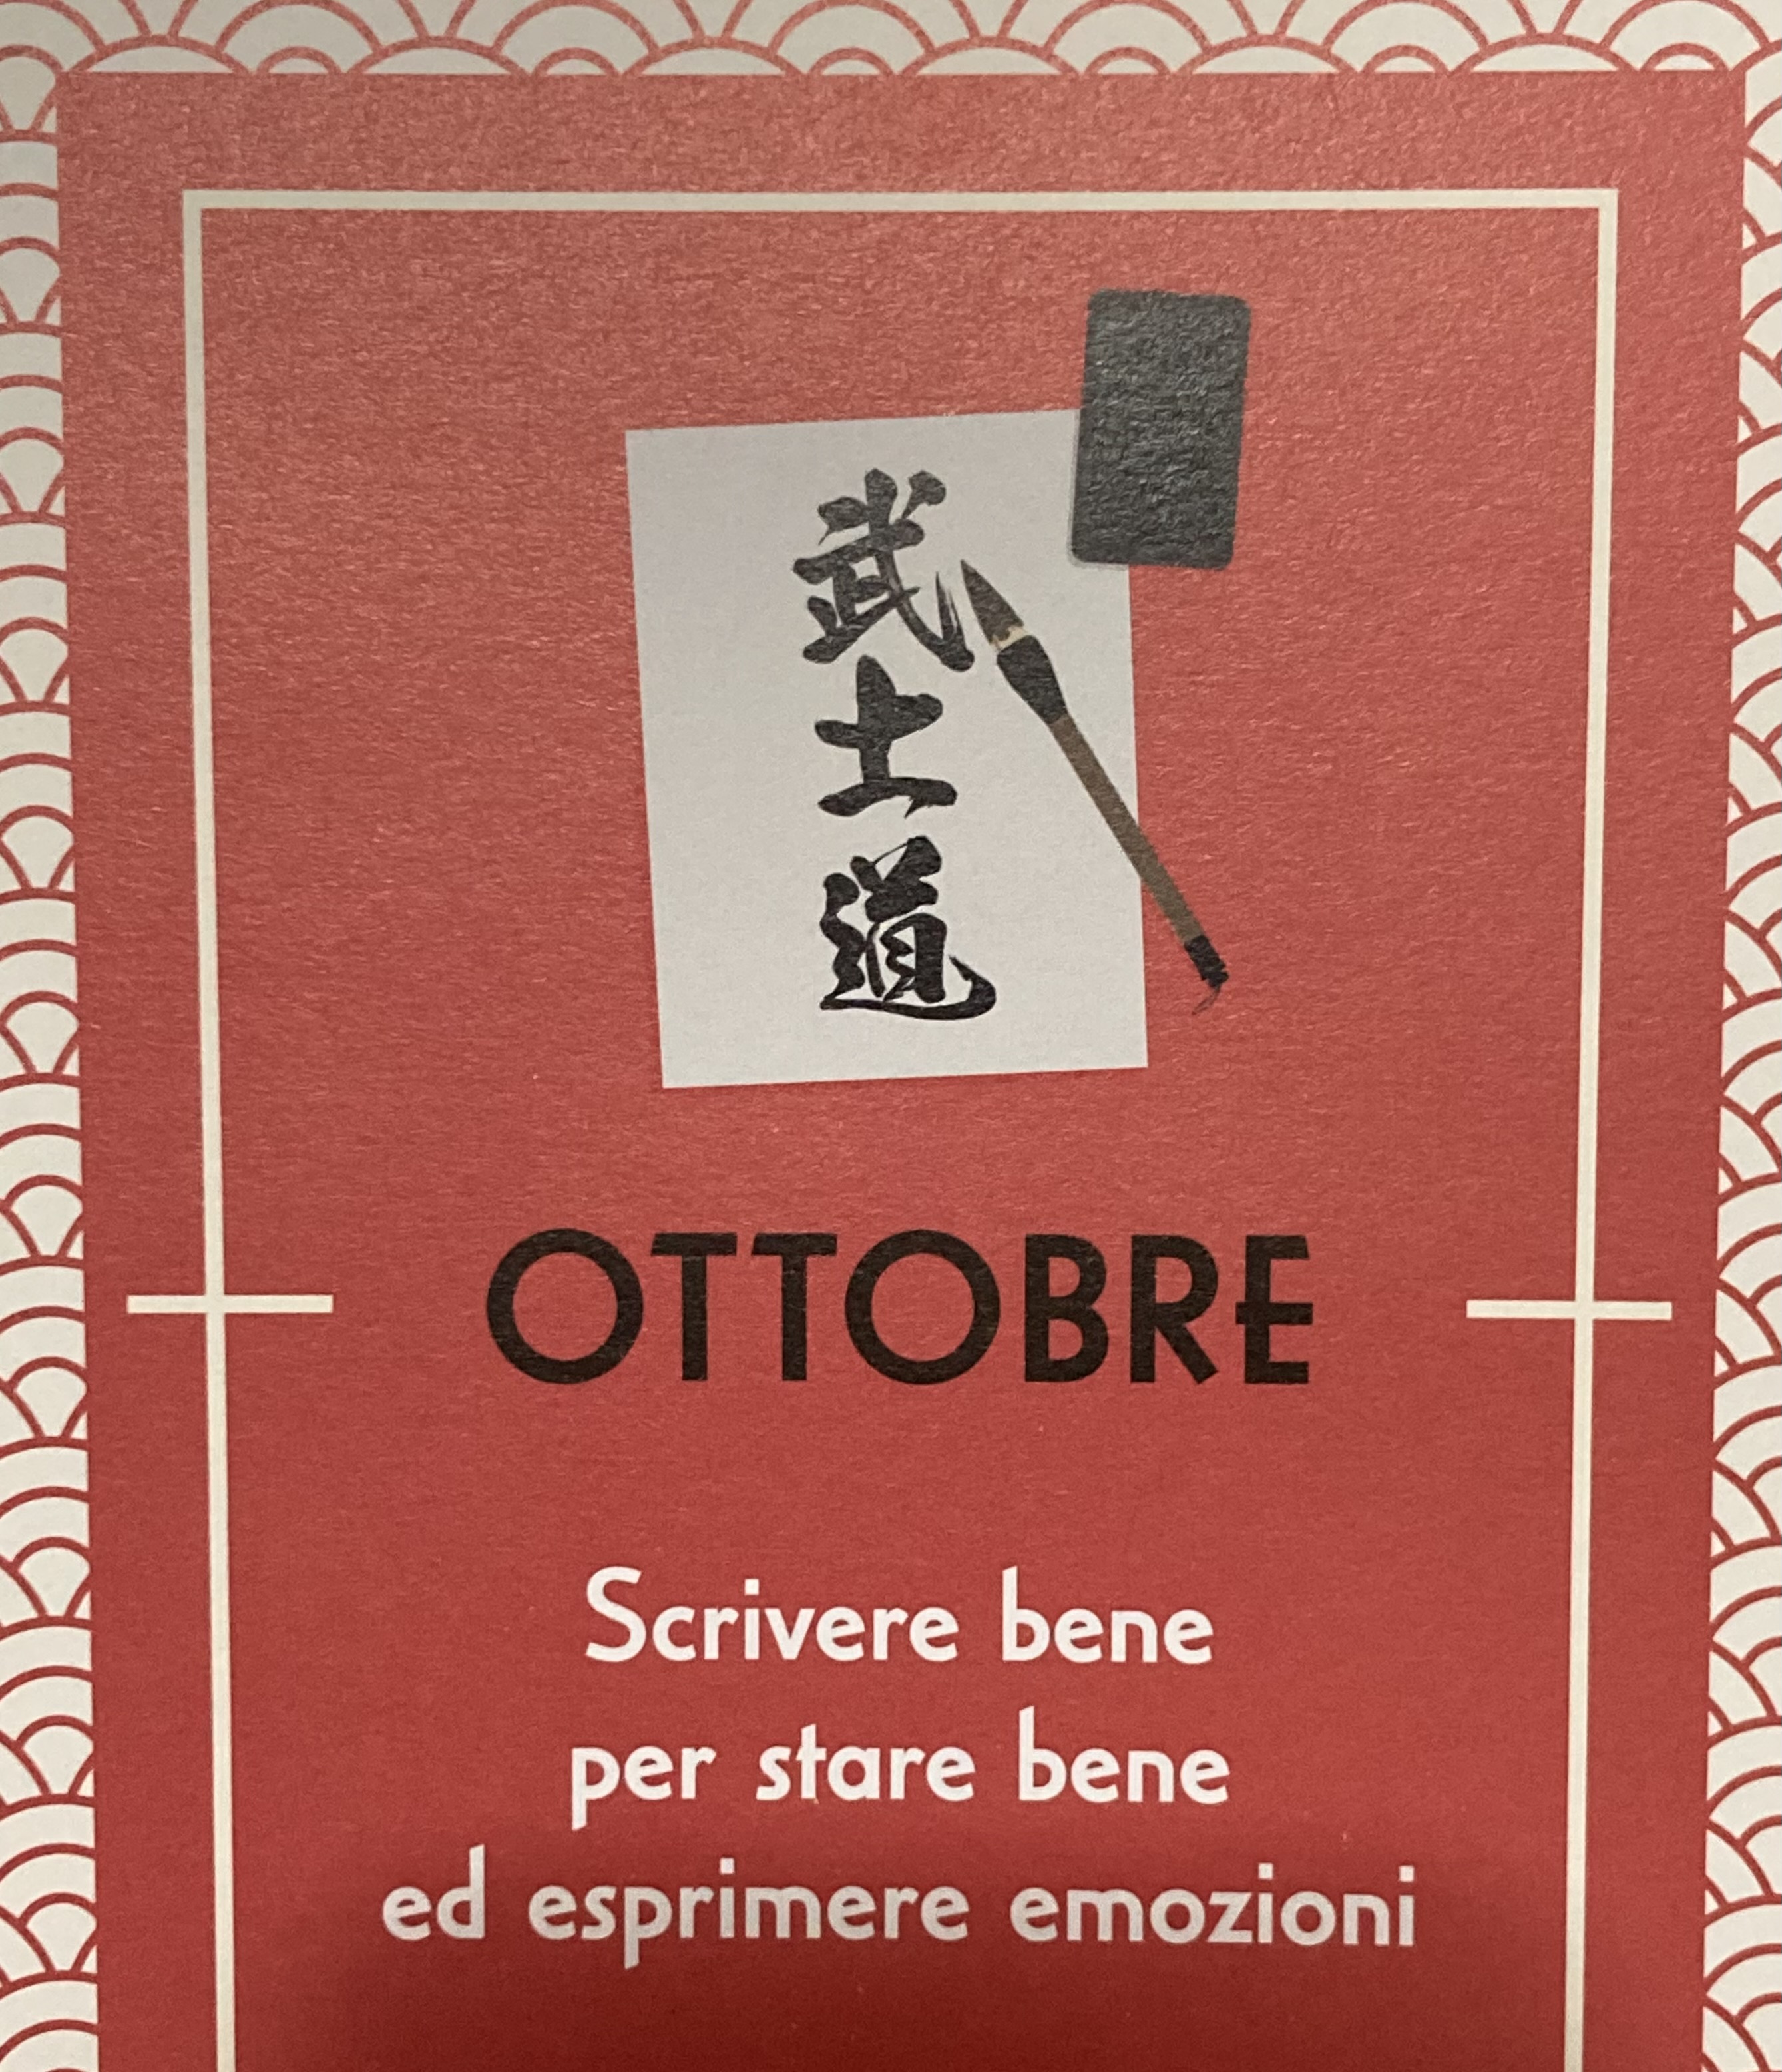 武
士
道
OTTOBRE
Scrivere bene
per stare bene
ed esprimere emozioni